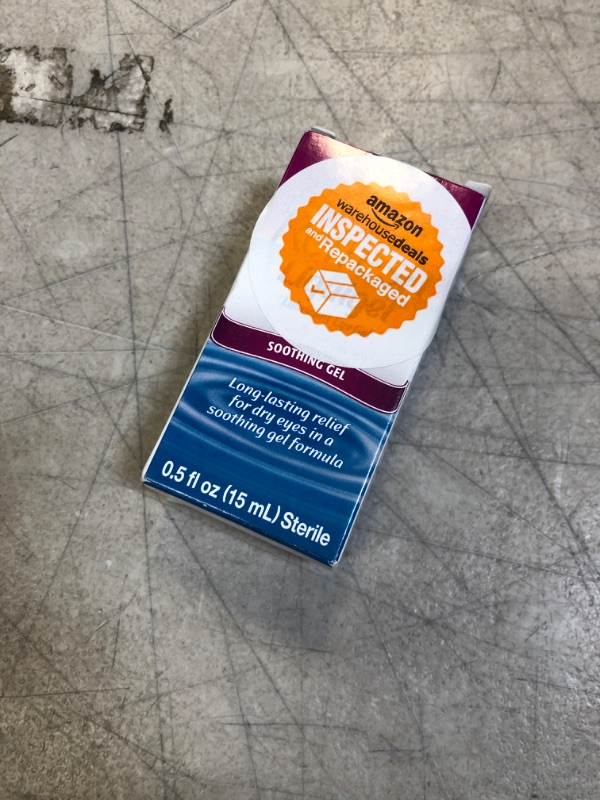 amazon
warehousedeals
INSPECTED
and Repackaged
SOOTHING GEL
Long-lasting relief
for dry eyes in a
soothing gel formula
0.5 fl oz (15 mL) Sterile